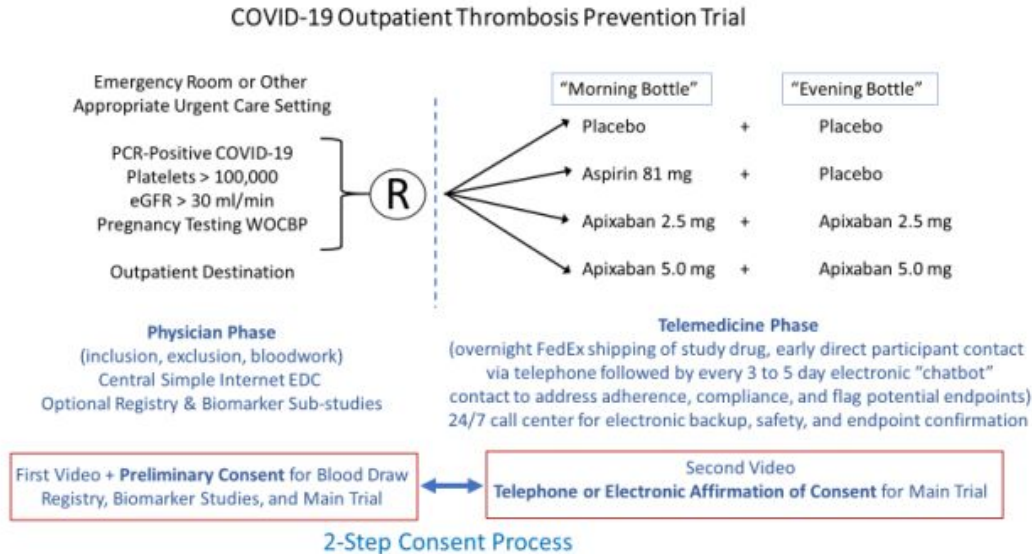 COVID-19 Outpatient Thrombosis Prevention Trial
Emergency Room or Other
Appropriate Urgent Care Setting
PCR-Positive COVID-19
Platelets > 100,000
eGFR > 30 ml/min
Pregnancy Testing WOCBP
Outpatient Destination
R
“Morning Bottle” “Evening Bottle”
Placebo + Placebo
Aspirin 81 mg + Placebo
Apixaban 2.5 mg + Apixaban 2.5 mg
Apixaban 5.0 mg + Apixaban 5.0 mg
Physician Phase
(inclusion, exclusion, bloodwork)
Central Simple Internet EDC
Optional Registry & Biomarker Sub-studies
Telemedicine Phase
(overnight FedEx shipping of study drug, early direct participant contact
via telephone followed by every 3 to 5 day electronic “chatbot”
contact to address adherence, compliance, and flag potential endpoints)
24/7 call center for electronic backup, safety, and endpoint confirmation
First Video + Preliminary Consent for Blood Draw
Registry, Biomarker Studies, and Main Trial
Second Video
Telephone or Electronic Affirmation of Consent for Main Trial
2-Step Consent Process